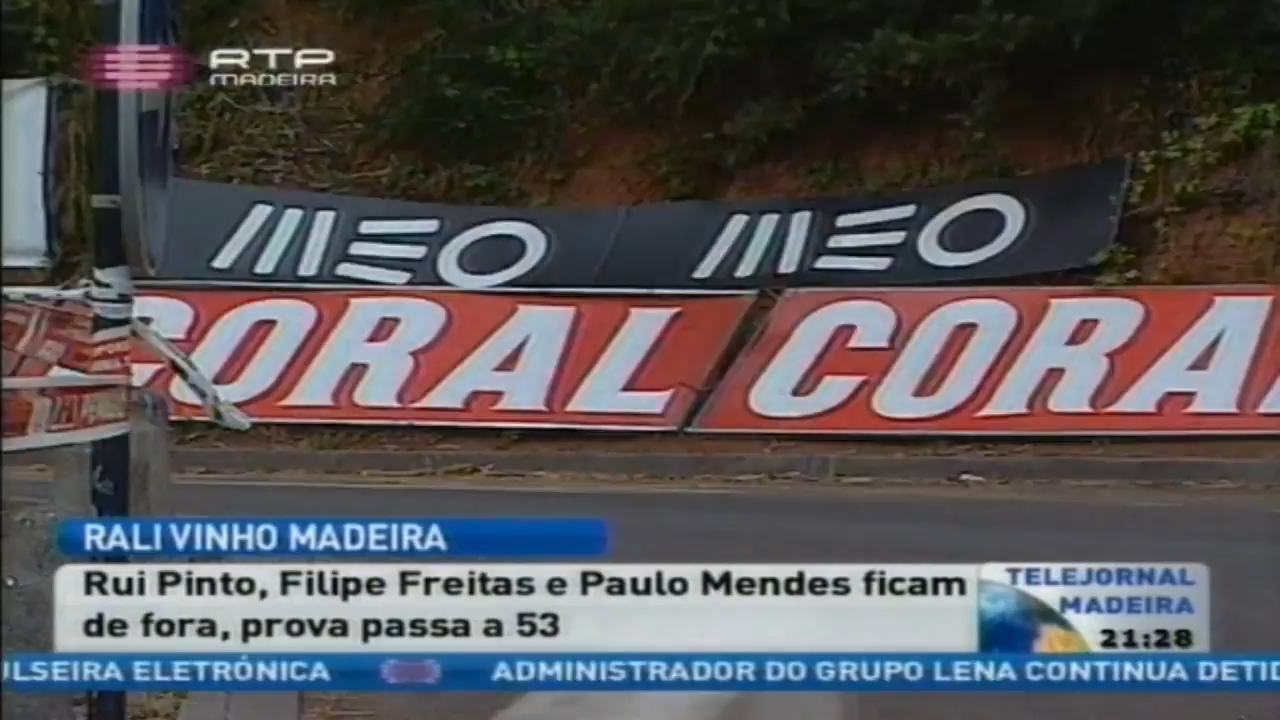 RTP
MADEIRA
MEO MEO
CORAL CORA
RALI VINHO MADEIRA
Rui Pinto, Filipe Freitas e Paulo Mendes ficam
de fora, prova passa a 53
TELEJORNAL
MADEIRA
21:28
ULSEIRA ELETRÓNICA ADMINISTRADOR DO GRUPO LENA CONTINUA DETID